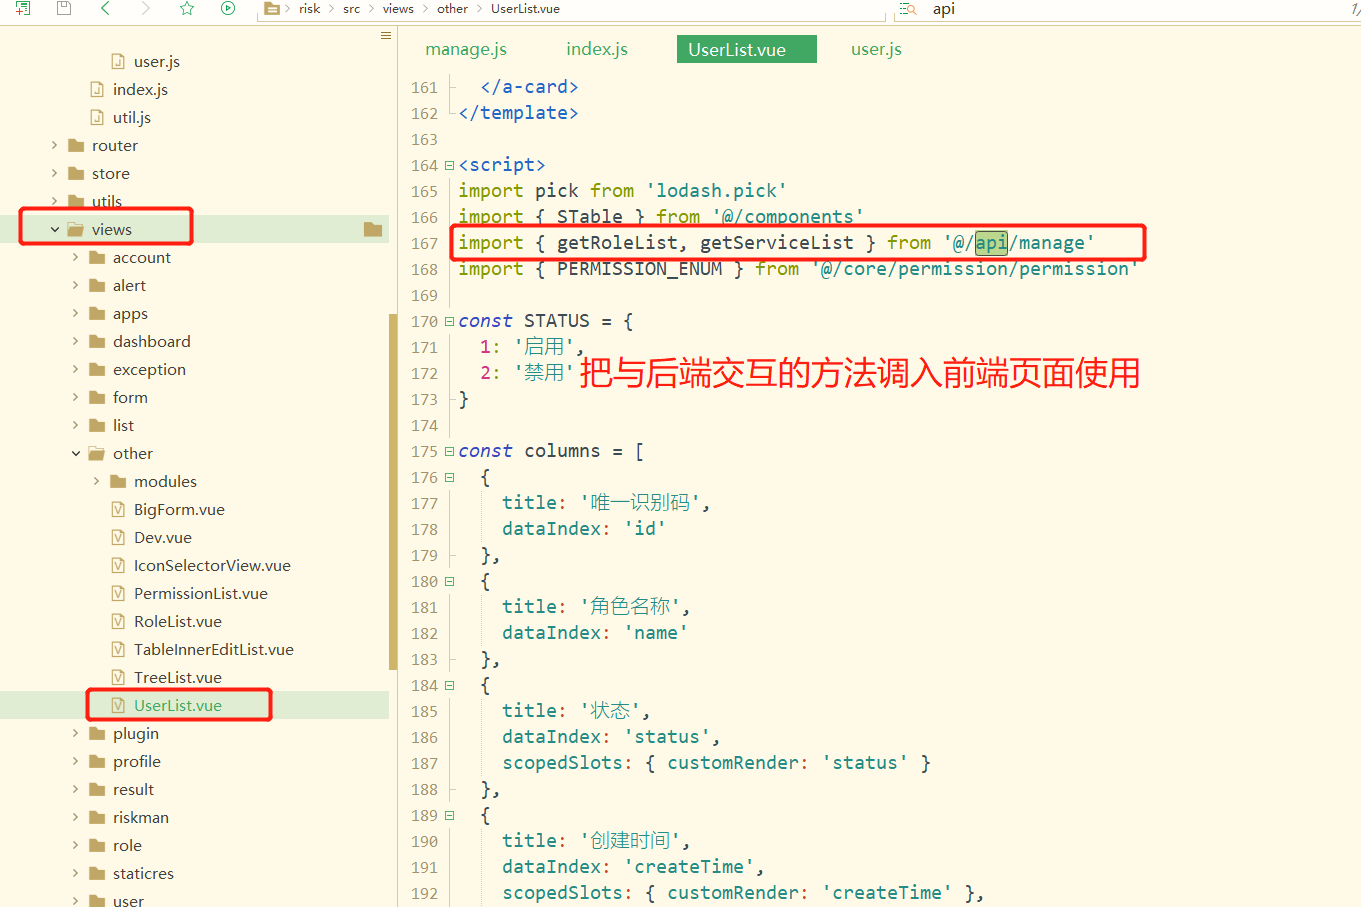 risk > src > views > other > UserList.vue
api
1/
user.js
index.js
util.js
router
store
utils
views
account
alert
apps
dashboard
exception
form
list
other
modules
BigForm.vue
Dev.vue
IconSelectorView.vue
PermissionList.vue
RoleList.vue
TableInnerEditList.vue
TreeList.vue
UserList.vue
plugin
profile
result
riskman
role
staticres
user
manage.js index.js UserList.vue user.js
161 </a-card>
162 </template>
163
164 <script>
165 import pick from 'lodash.pick'
166 import { STable } from '@/components'
167 import { getRoleList, getServiceList } from '@/api/manage'
168 import { PERMISSION_ENUM } from '@/core/permission/permission'
169
170 const STATUS = {
171 1: '启用',
172 2: '禁用'
把与后端交互的方法调入前端页面使用
173 }
174
175 const columns = [
176 {
177 title: '唯一识别码',
178 dataIndex: 'id'
179 },
180 {
181 title: '角色名称',
182 dataIndex: 'name'
183 },
184 {
185 title: '状态',
186 dataIndex: 'status',
187 scopedSlots: { customRender: 'status' }
188 },
189 {
190 title: '创建时间',
191 dataIndex: 'createTime',
192 scopedSlots: { customRender: 'createTime' },